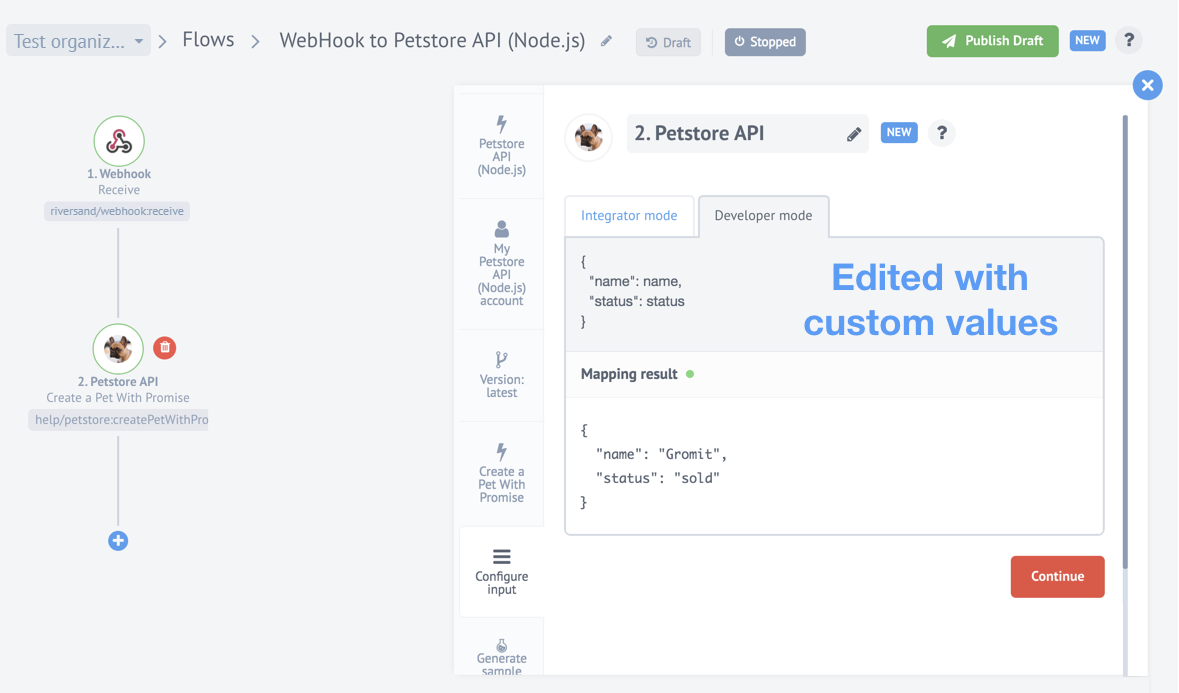 Test organiz...
Flows
WebHook to Petstore API (Node.js)
Draft
Stopped
Publish Draft
NEW
?
1. Webhook
Receive
riversand/webhook:receive
2. Petstore API
Create a Pet With Promise
help/petstore:createPetWithPro
Petstore
API
(Node.js)
My
Petstore
API
(Node.js)
account
Version:
latest
Create a
Pet With
Promise
Configure
input
Generate
sample
2. Petstore API
NEW
?
Integrator mode
Developer mode
{
"name": name,
"status": status
}
Edited with
custom values
Mapping result
{
"name": "Gromit",
"status": "sold"
}
Continue